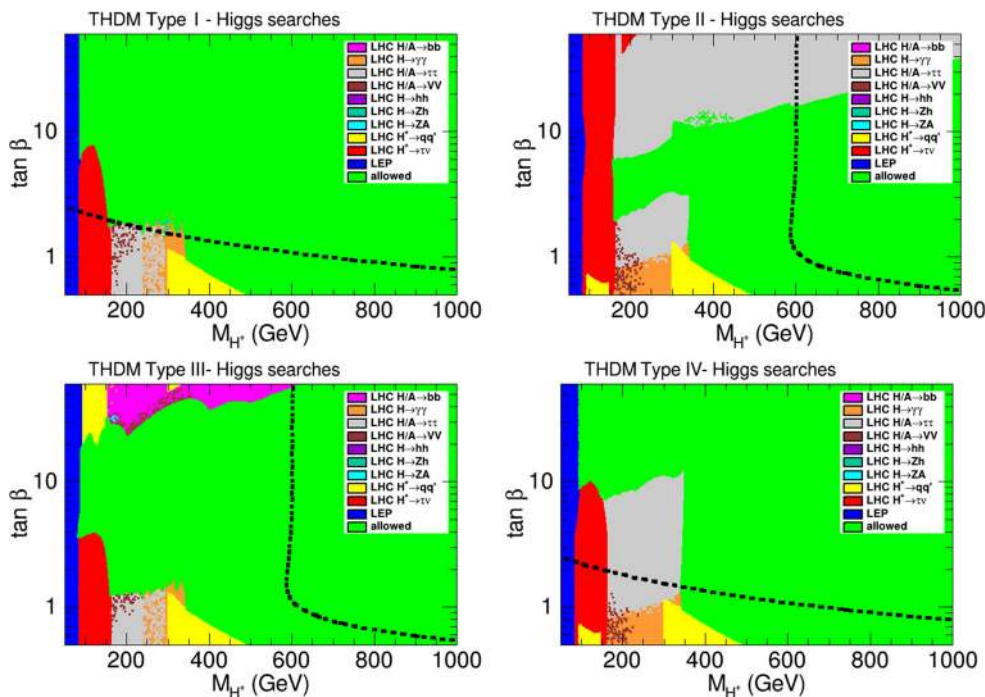 THDM Type I - Higgs searches
tan β
10
1
LHC H/A→bb
LHC H→γγ
LHC H/A→ττ
LHC H/A→VV
LHC H→hh
LHC H→Zh
LHC H→ZA
LHC H⁺→qq'
LHC H⁺→τν
LEP
allowed
200 400 600 800 1000
M_H⁺ (GeV)
THDM Type II - Higgs searches
tan β
10
1
LHC H/A→bb
LHC H→γγ
LHC H/A→ττ
LHC H/A→VV
LHC H→hh
LHC H→Zh
LHC H→ZA
LHC H⁺→qq'
LHC H⁺→τν
LEP
allowed
200 400 600 800 1000
M_H⁺ (GeV)
THDM Type III- Higgs searches
tan β
10
1
LHC H/A→bb
LHC H→γγ
LHC H/A→ττ
LHC H/A→VV
LHC H→hh
LHC H→Zh
LHC H→ZA
LHC H⁺→qq'
LHC H⁺→τν
LEP
allowed
200 400 600 800 1000
M_H⁺ (GeV)
THDM Type IV- Higgs searches
tan β
10
1
LHC H/A→bb
LHC H→γγ
LHC H/A→ττ
LHC H/A→VV
LHC H→hh
LHC H→Zh
LHC H→ZA
LHC H⁺→qq'
LHC H⁺→τν
LEP
allowed
200 400 600 800 1000
M_H⁺ (GeV)